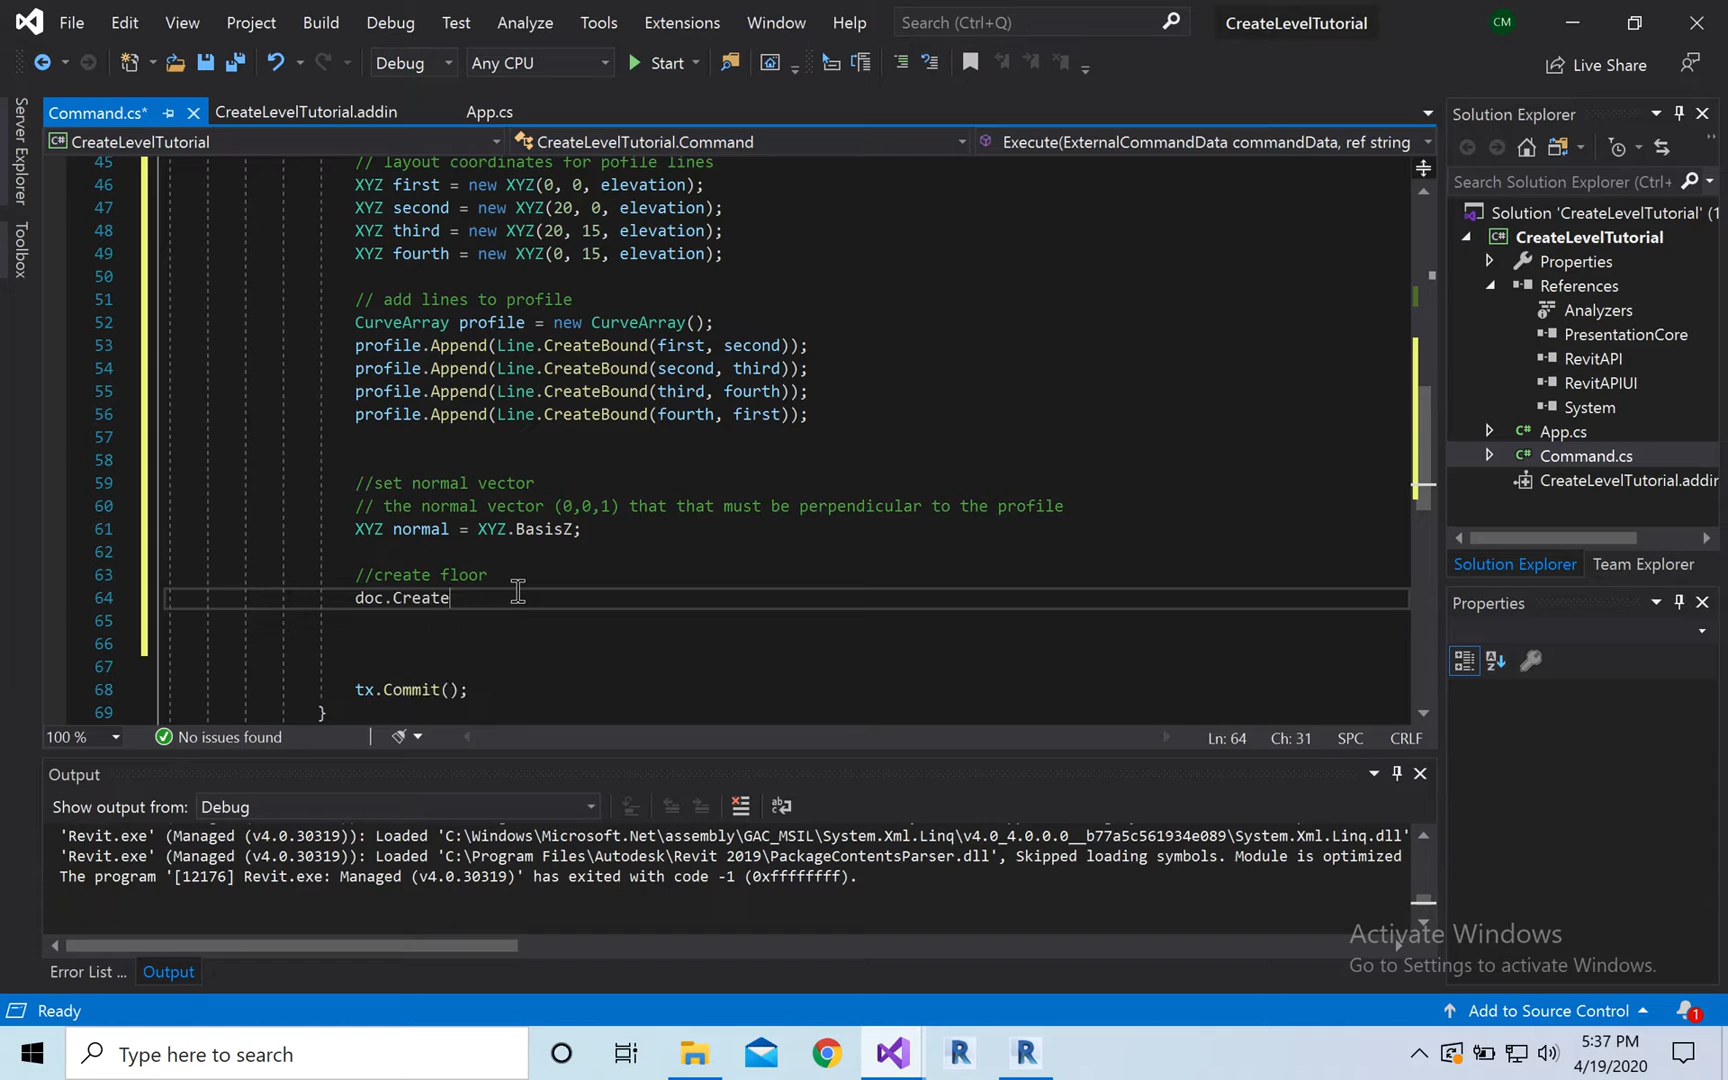 File Edit View Project Build Debug Test Analyze Tools Extensions Window Help Search (Ctrl+Q) CreateLevelTutorial CM
Debug Any CPU Start Live Share
Server Explorer
Toolbox
Command.cs* CreateLevelTutorial.addin App.cs
CreateLevelTutorial CreateLevelTutorial.Command Execute(ExternalCommandData commandData, ref string
45 // layout coordinates for pofile lines
46 XYZ first = new XYZ(0, 0, elevation);
47 XYZ second = new XYZ(20, 0, elevation);
48 XYZ third = new XYZ(20, 15, elevation);
49 XYZ fourth = new XYZ(0, 15, elevation);
50
51 // add lines to profile
52 CurveArray profile = new CurveArray();
53 profile.Append(Line.CreateBound(first, second));
54 profile.Append(Line.CreateBound(second, third));
55 profile.Append(Line.CreateBound(third, fourth));
56 profile.Append(Line.CreateBound(fourth, first));
57
58
59 //set normal vector
60 // the normal vector (0,0,1) that that must be perpendicular to the profile
61 XYZ normal = XYZ.BasisZ;
62
63 //create floor
64 doc.Create
65
66
67
68 tx.Commit();
69 }
100 % No issues found Ln: 64 Ch: 31 SPC CRLF
Output
Show output from: Debug
'Revit.exe' (Managed (v4.0.30319)): Loaded 'C:\Windows\Microsoft.Net\assembly\GAC_MSIL\System.Xml.Linq\v4.0_4.0.0.0__b77a5c561934e089\System.Xml.Linq.dll'
'Revit.exe' (Managed (v4.0.30319)): Loaded 'C:\Program Files\Autodesk\Revit 2019\PackageContentsParser.dll', Skipped loading symbols. Module is optimized
The program '[12176] Revit.exe: Managed (v4.0.30319)' has exited with code -1 (0xffffffff).
Error List ... Output
Solution Explorer
Search Solution Explorer (Ctrl+
Solution 'CreateLevelTutorial' (1
CreateLevelTutorial
Properties
References
Analyzers
PresentationCore
RevitAPI
RevitAPIUI
System
App.cs
Command.cs
CreateLevelTutorial.addin
Solution Explorer Team Explorer
Properties
Activate Windows
Go to Settings to activate Windows.
Ready Add to Source Control 1
Type here to search
5:37 PM
4/19/2020